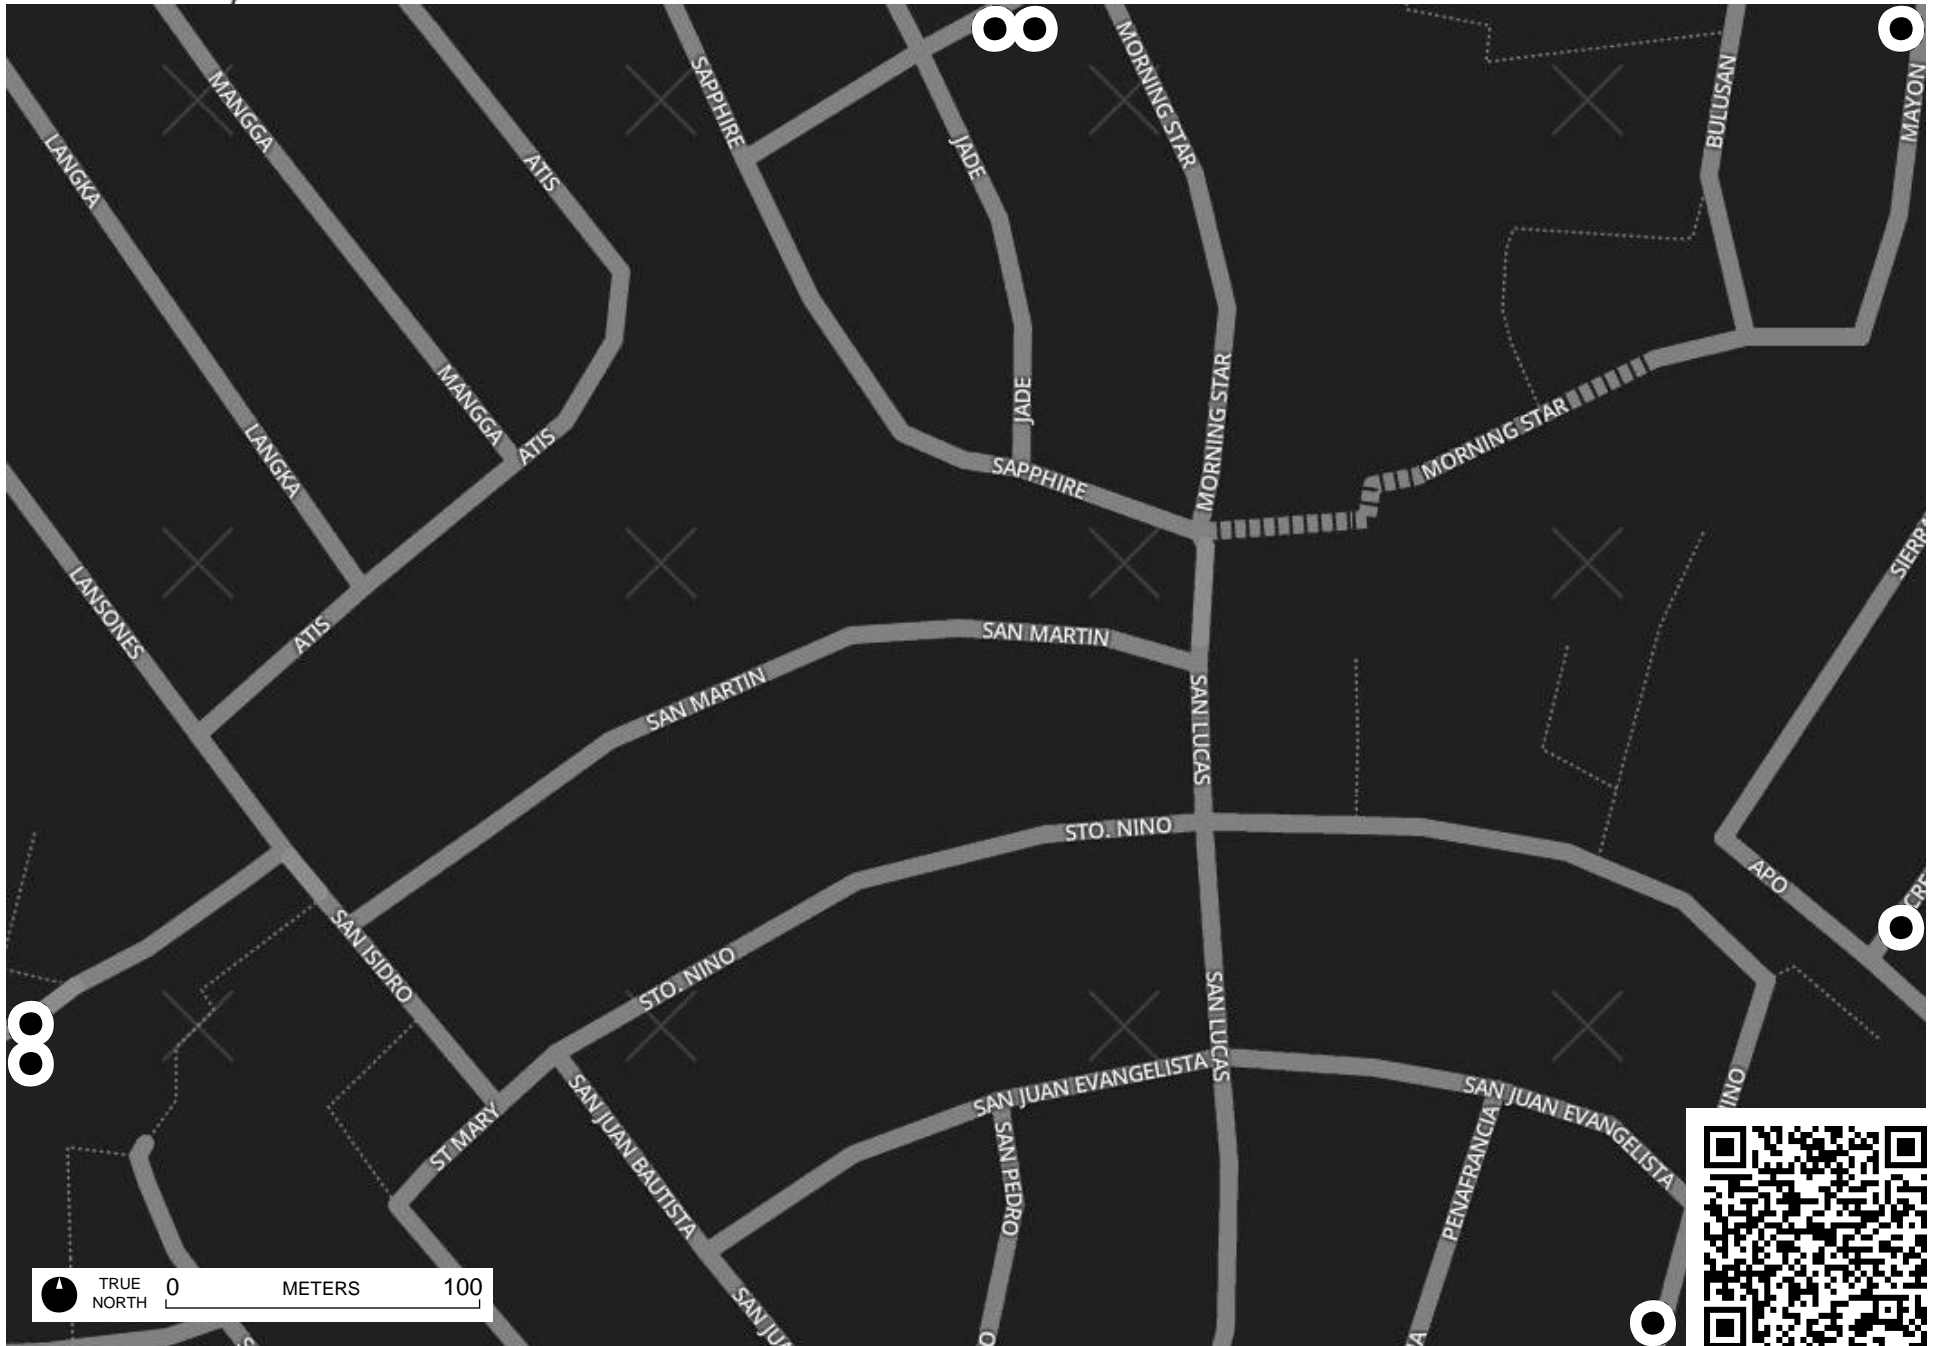 SAPPHIRE
MORNING STAR
BULUSAN
MAYON
MANGGA
LANGKA
ATIS
JADE
MANGGA
ATIS
LANGKA
JADE
SAPPHIRE
MORNING STAR
MORNING STAR
LANSONES
ATIS
SAN MARTIN
SAN MARTIN
SAN LUCAS
STO. NINO
APO
SAN ISIDRO
STO. NINO
SAN LUCAS
ST MARY
SAN JUAN BAUTISTA
SAN JUAN EVANGELISTA
SAN JUAN EVANGELISTA
SAN PEDRO
PENAFRANCIA
TRUE
NORTH
0 METERS 100